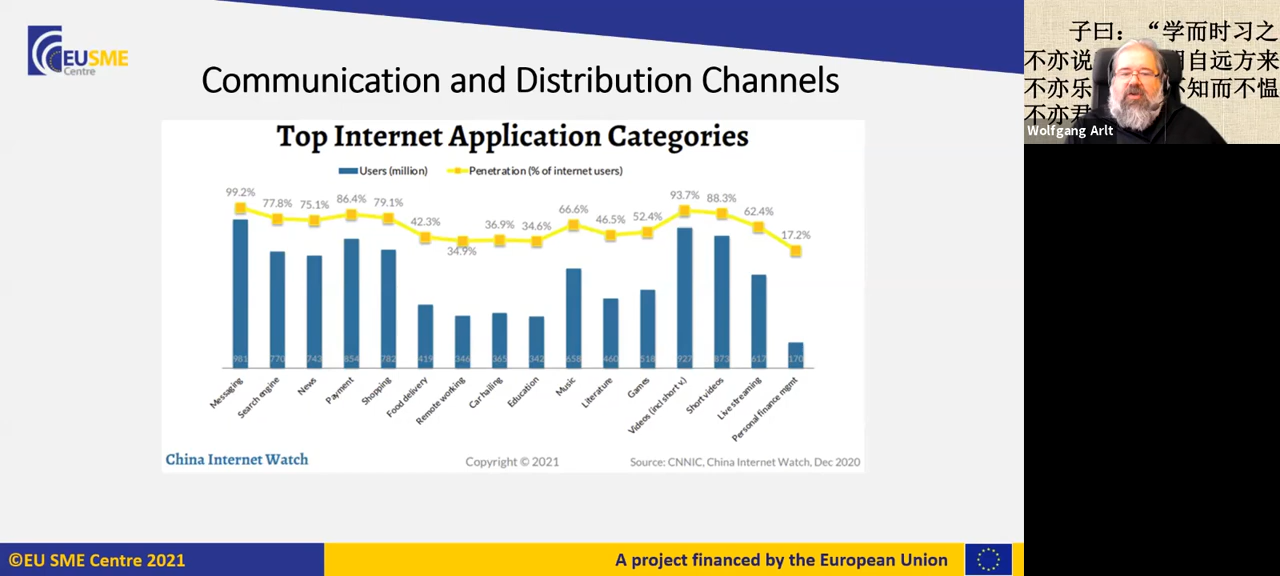 EUSME
Centre
Communication and Distribution Channels
Top Internet Application Categories
Users (million)
Penetration (% of internet users)
99.2%
77.8%
75.1%
86.4%
79.1%
42.3%
34.9%
36.9%
34.6%
66.6%
46.5%
52.4%
93.7%
88.3%
62.4%
17.2%
981
770
743
854
782
419
346
365
342
658
460
518
927
873
617
170
Messaging
Search engine
News
Payment
Shopping
Food delivery
Remote working
Car hailing
Education
Music
Literature
Games
Videos (incl short v.)
Short videos
Live streaming
Personal finance mgmt
China Internet Watch
Copyright © 2021
Source: CNNIC, China Internet Watch, Dec 2020
©EU SME Centre 2021
A project financed by the European Union
子曰：“学而时习之
不亦说 自远方来
不亦乐 不知而不愠
不亦君
Wolfgang Arlt